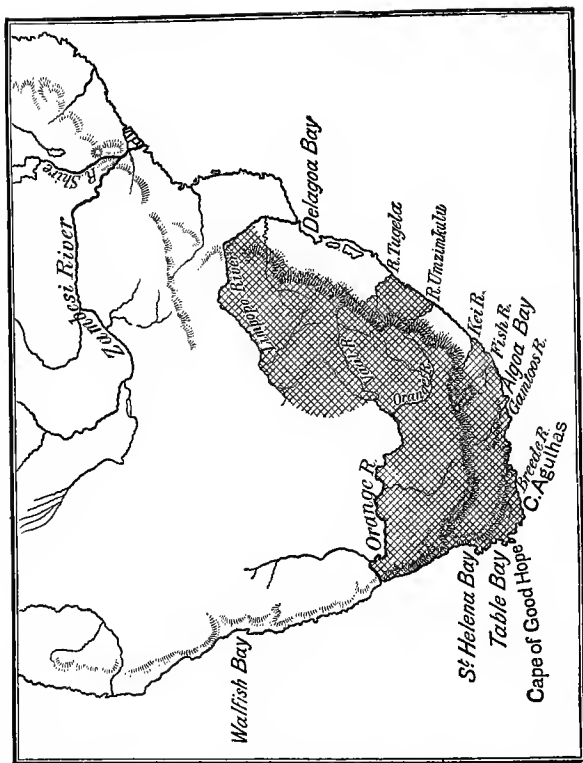 R. Shire
Zambesi River
Delagoa Bay
Limpopo River
R. Tugela
Vaal R.
R. Umzimkulu
Orange R.
Kei R.
Fish R.
Algoa Bay
Gamtoos R.
Orange R.
Walfish Bay
Breede R.
C. Agulhas
St Helena Bay
Table Bay
Cape of Good Hope